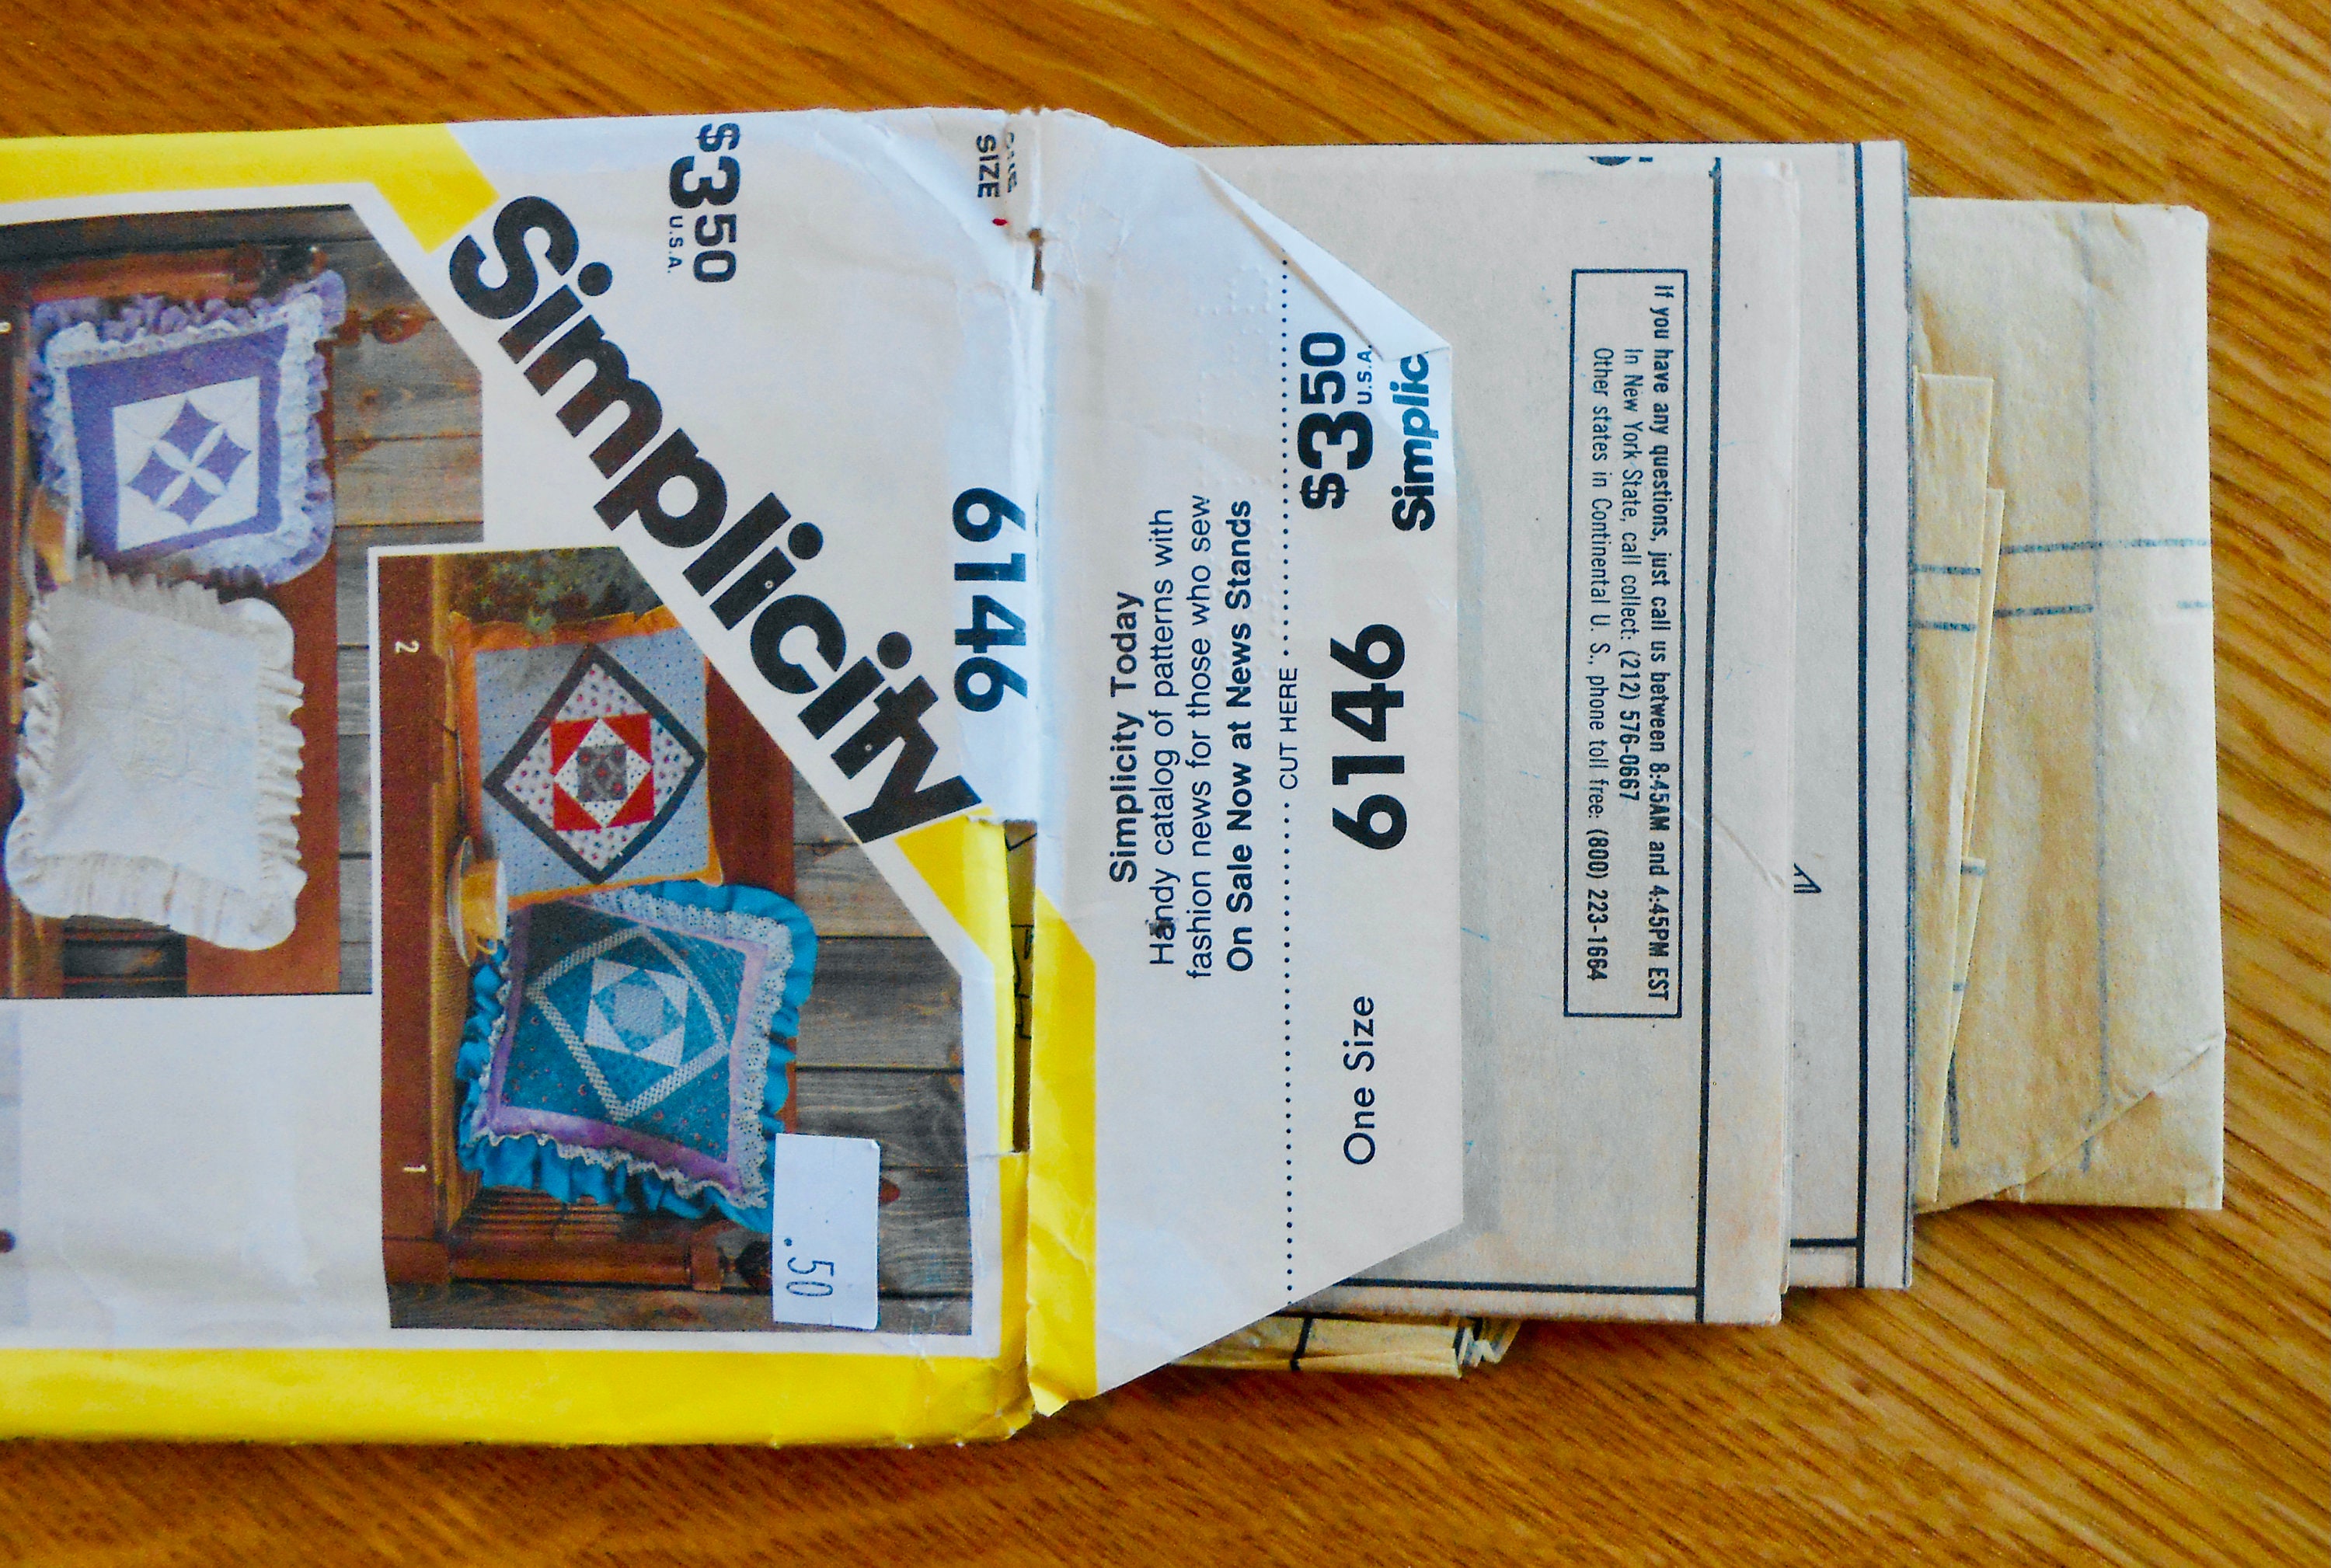 $3.50
U.S.A.
SIZE
Simplicity
6146
2
1
.50
Simplicity Today
Handy catalog of patterns with
fashion news for those who sew
On Sale Now at News Stands
CUT HERE
$3.50
U.S.A.
Simplic
6146
One Size
If you have any questions, just call us between 8:45AM and 4:45PM EST
In New York State, call collect: (212) 576-0667
Other states in Continental U. S., phone toll free: (800) 223-1664